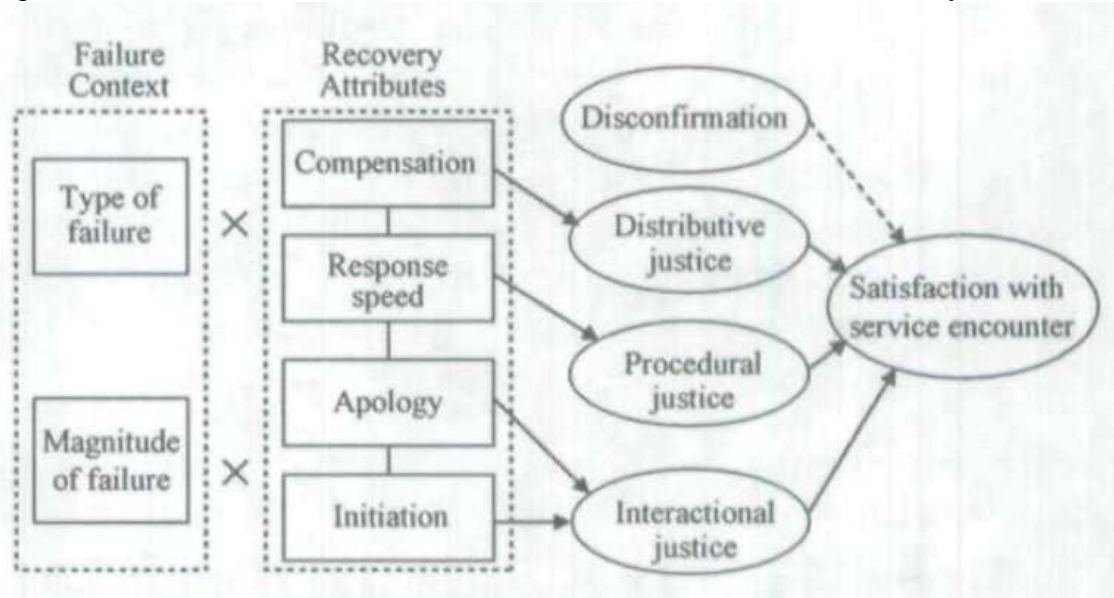 Failure
Context
Recovery
Attributes
Type of
failure
×
Magnitude
of failure
×
Compensation
Response
speed
Apology
Initiation
Disconfirmation
Distributive
justice
Procedural
justice
Interactional
justice
Satisfaction with
service encounter